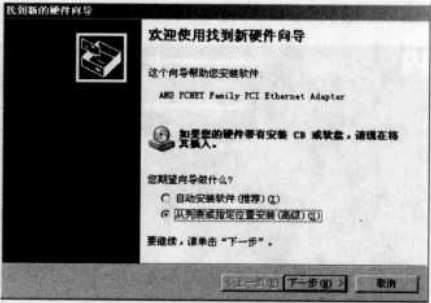 找到新的硬件向导
欢迎使用找到新硬件向导
这个向导帮助您安装软件:
AMD PCNET Family PCI Ethernet Adapter
如果您的硬件带有安装 CD 或软盘，请现在将
其插入。
您期望向导做什么?
自动安装软件(推荐)(I)
从列表或指定位置安装(高级)(S)
要继续，请单击“下一步”。
<上一步(B) 下一步(N) > 取消